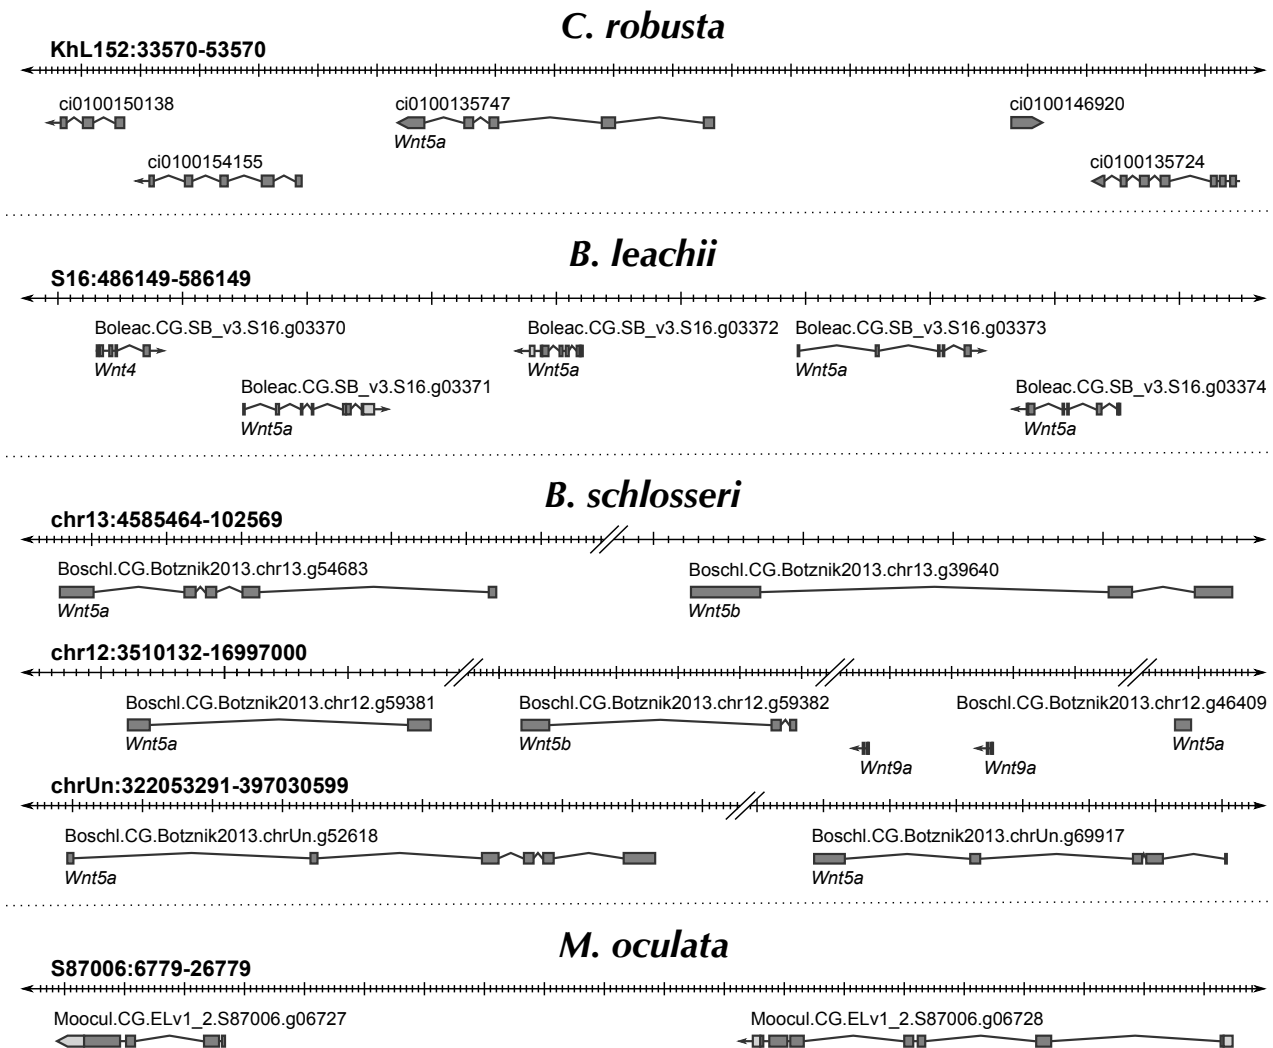 C. robusta
KhL152:33570-53570
ci0100150138 ci0100135747 ci0100146920
Wnt5a
ci0100154155 ci0100135724
B. leachii
S16:486149-586149
Boleac.CG.SB_v3.S16.g03370 Boleac.CG.SB_v3.S16.g03372 Boleac.CG.SB_v3.S16.g03373
Wnt4 Wnt5a Wnt5a
Boleac.CG.SB_v3.S16.g03371 Boleac.CG.SB_v3.S16.g03374
Wnt5a Wnt5a
B. schlosseri
chr13:4585464-102569
Boschl.CG.Botznik2013.chr13.g54683 Boschl.CG.Botznik2013.chr13.g39640
Wnt5a Wnt5b
chr12:3510132-16997000
Boschl.CG.Botznik2013.chr12.g59381 Boschl.CG.Botznik2013.chr12.g59382 Boschl.CG.Botznik2013.chr12.g46409
Wnt5a Wnt5b Wnt5a
Wnt9a Wnt9a
chrUn:322053291-397030599
Boschl.CG.Botznik2013.chrUn.g52618 Boschl.CG.Botznik2013.chrUn.g69917
Wnt5a Wnt5a
M. oculata
S87006:6779-26779
Moocul.CG.ELv1_2.S87006.g06727 Moocul.CG.ELv1_2.S87006.g06728